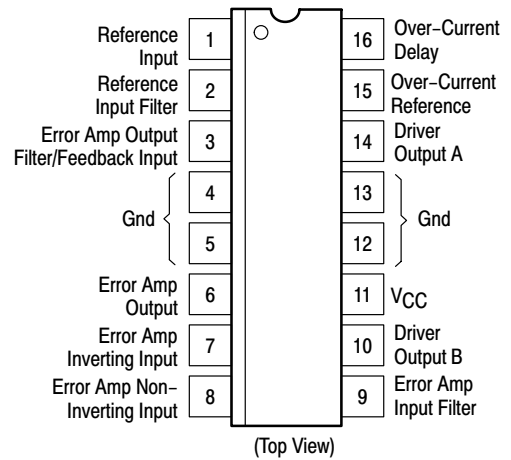 Reference
Input
1
16
Over-Current
Delay
Reference
Input Filter
2
15
Over-Current
Reference
Error Amp Output
Filter/Feedback Input
3
14
Driver
Output A
Gnd
4
5
13
12
Gnd
Error Amp
Output
6
11
VCC
Error Amp
Inverting Input
7
10
Driver
Output B
Error Amp Non-
Inverting Input
8
9
Error Amp
Input Filter
(Top View)